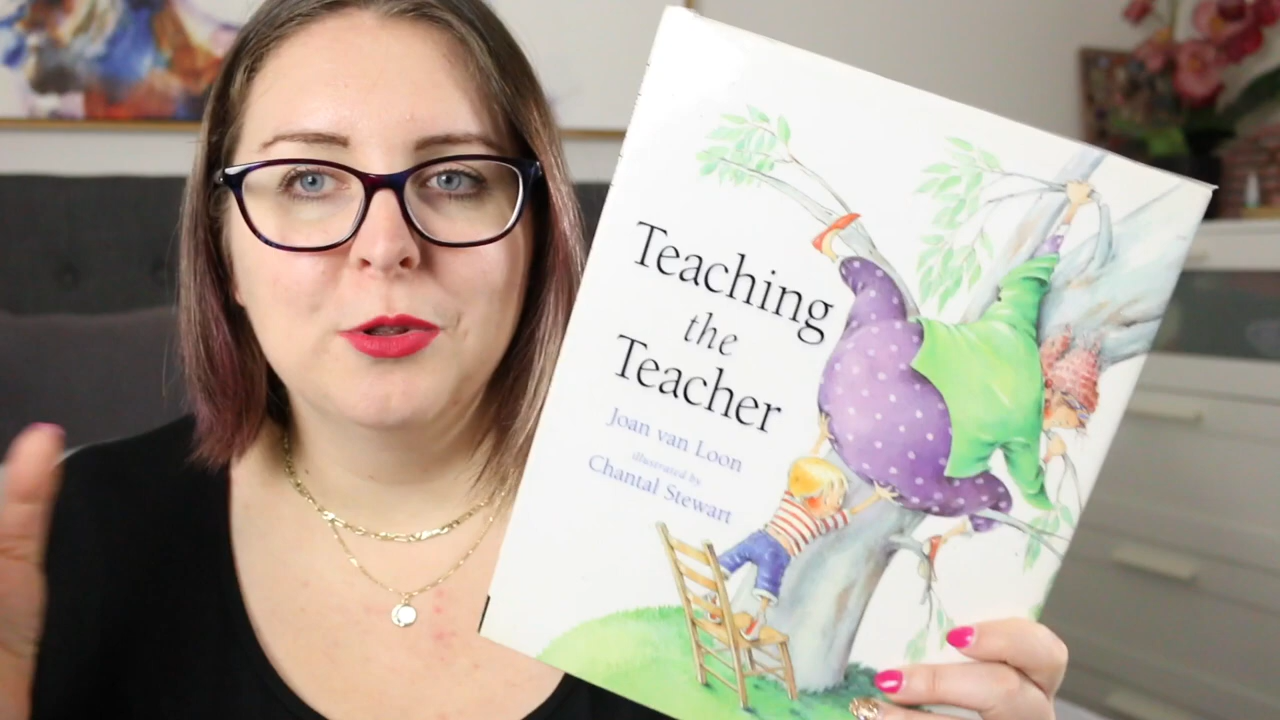 Teaching
the
Teacher
Joan van Loon
illustrated by
Chantal Stewart